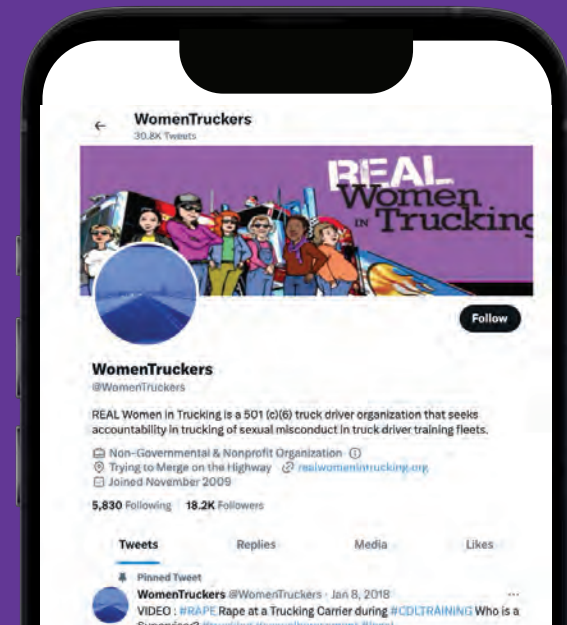 WomenTruckers
30.8K Tweets
REAL
Women
IN Trucking
Follow
WomenTruckers
@WomenTruckers
REAL Women in Trucking is a 501 (c)(6) truck driver organization that seeks
accountability in trucking of sexual misconduct in truck driver training fleets.
Non-Governmental & Nonprofit Organization
Trying to Merge on the Highway realwomenintrucking.org
Joined November 2009
5,830 Following 18.2K Followers
Tweets Replies Media Likes
Pinned Tweet
WomenTruckers @WomenTruckers · Jan 8, 2018 ...
VIDEO : #RAPE Rape at a Trucking Carrier during #CDLTRAINING Who is a